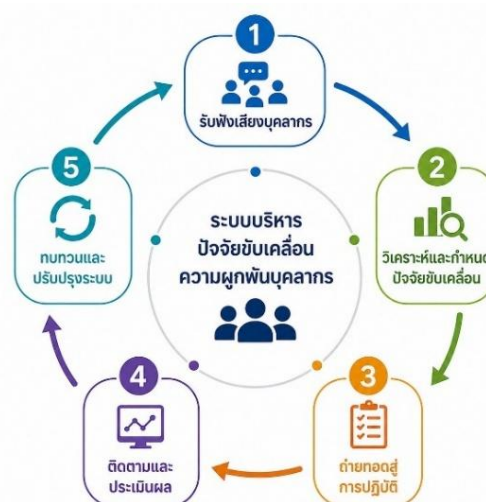 1
รับฟังเสียงบุคลากร
2
วิเคราะห์และกำหนด
ปัจจัยขับเคลื่อน
3
ถ่ายทอดสู่
การปฏิบัติ
4
ติดตามและ
ประเมินผล
5
ทบทวนและ
ปรับปรุงระบบ
ระบบบริหาร
ปัจจัยขับเคลื่อน
ความผูกพันบุคลากร